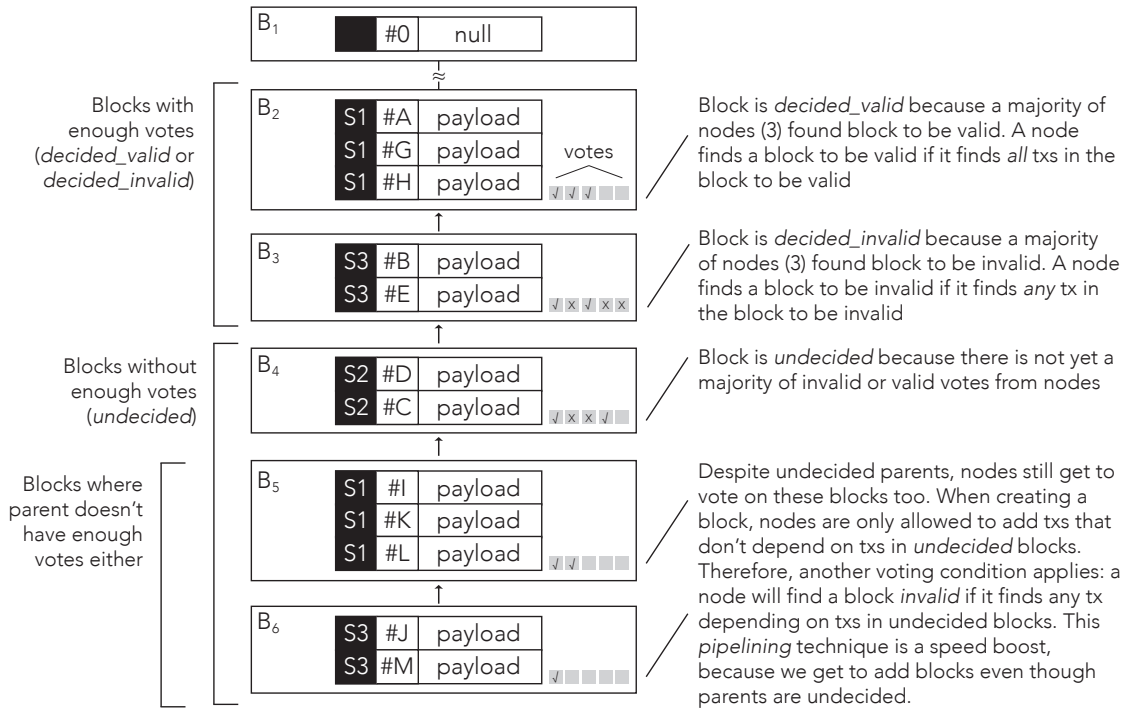 B₁
#0 null
≈
Blocks with
enough votes
(decided_valid or
decided_invalid)
B₂
S1 #A payload
S1 #G payload
S1 #H payload
votes
√ √ √
Block is decided_valid because a majority of
nodes (3) found block to be valid. A node
finds a block to be valid if it finds all txs in the
block to be valid
B₃
S3 #B payload
S3 #E payload
√ x √ x x
Block is decided_invalid because a majority
of nodes (3) found block to be invalid. A node
finds a block to be invalid if it finds any tx in
the block to be invalid
Blocks without
enough votes
(undecided)
B₄
S2 #D payload
S2 #C payload
√ x x √
Block is undecided because there is not yet a
majority of invalid or valid votes from nodes
Blocks where
parent doesn't
have enough
votes either
B₅
S1 #I payload
S1 #K payload
S1 #L payload
√ √
B₆
S3 #J payload
S3 #M payload
√
Despite undecided parents, nodes still get to
vote on these blocks too. When creating a
block, nodes are only allowed to add txs that
don't depend on txs in undecided blocks.
Therefore, another voting condition applies: a
node will find a block invalid if it finds any tx
depending on txs in undecided blocks. This
pipelining technique is a speed boost,
because we get to add blocks even though
parents are undecided.